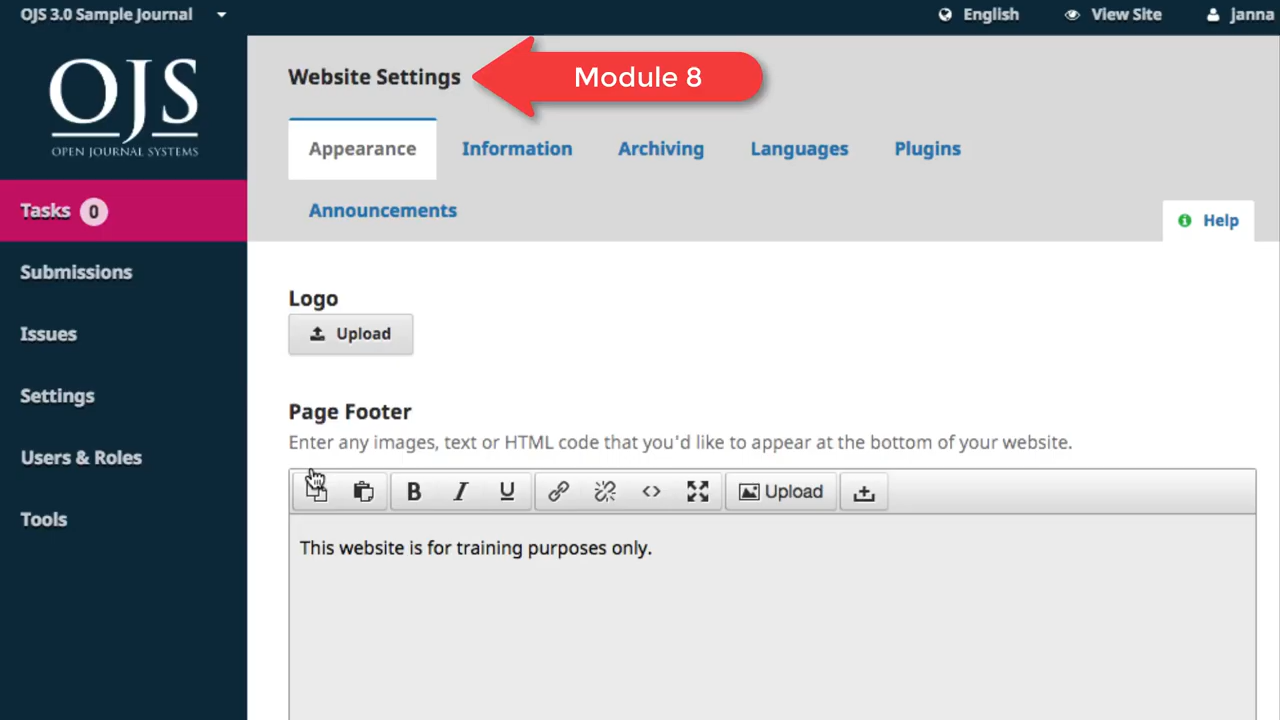 OJS 3.0 Sample Journal English View Site janna
OJS
OPEN JOURNAL SYSTEMS
Website Settings Module 8
Appearance Information Archiving Languages Plugins
Announcements
Help
Tasks 0
Submissions
Issues
Settings
Users & Roles
Tools
Logo
Upload
Page Footer
Enter any images, text or HTML code that you'd like to appear at the bottom of your website.
B I U <> Upload
This website is for training purposes only.